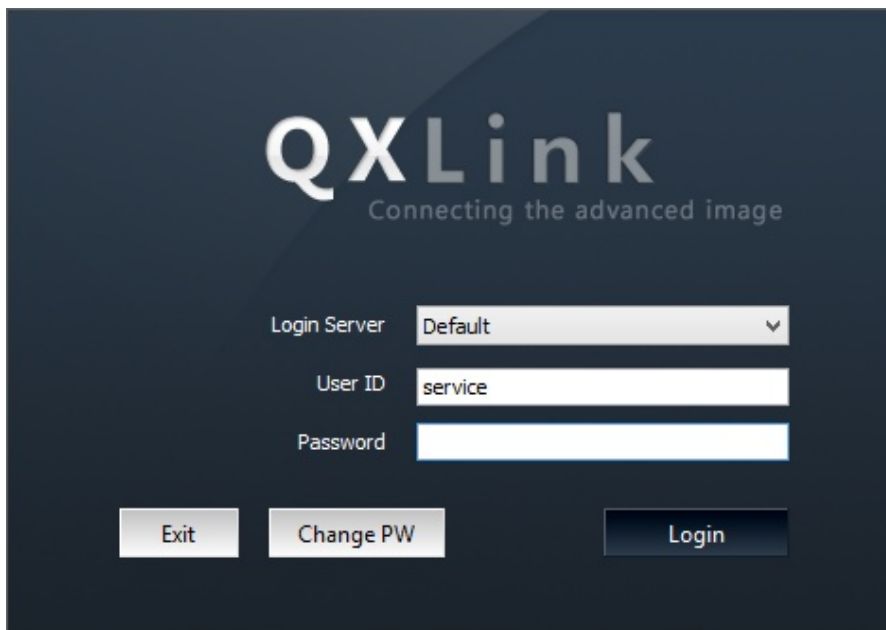 QXLink
Connecting the advanced image
Login Server Default
User ID service
Password
Exit Change PW Login